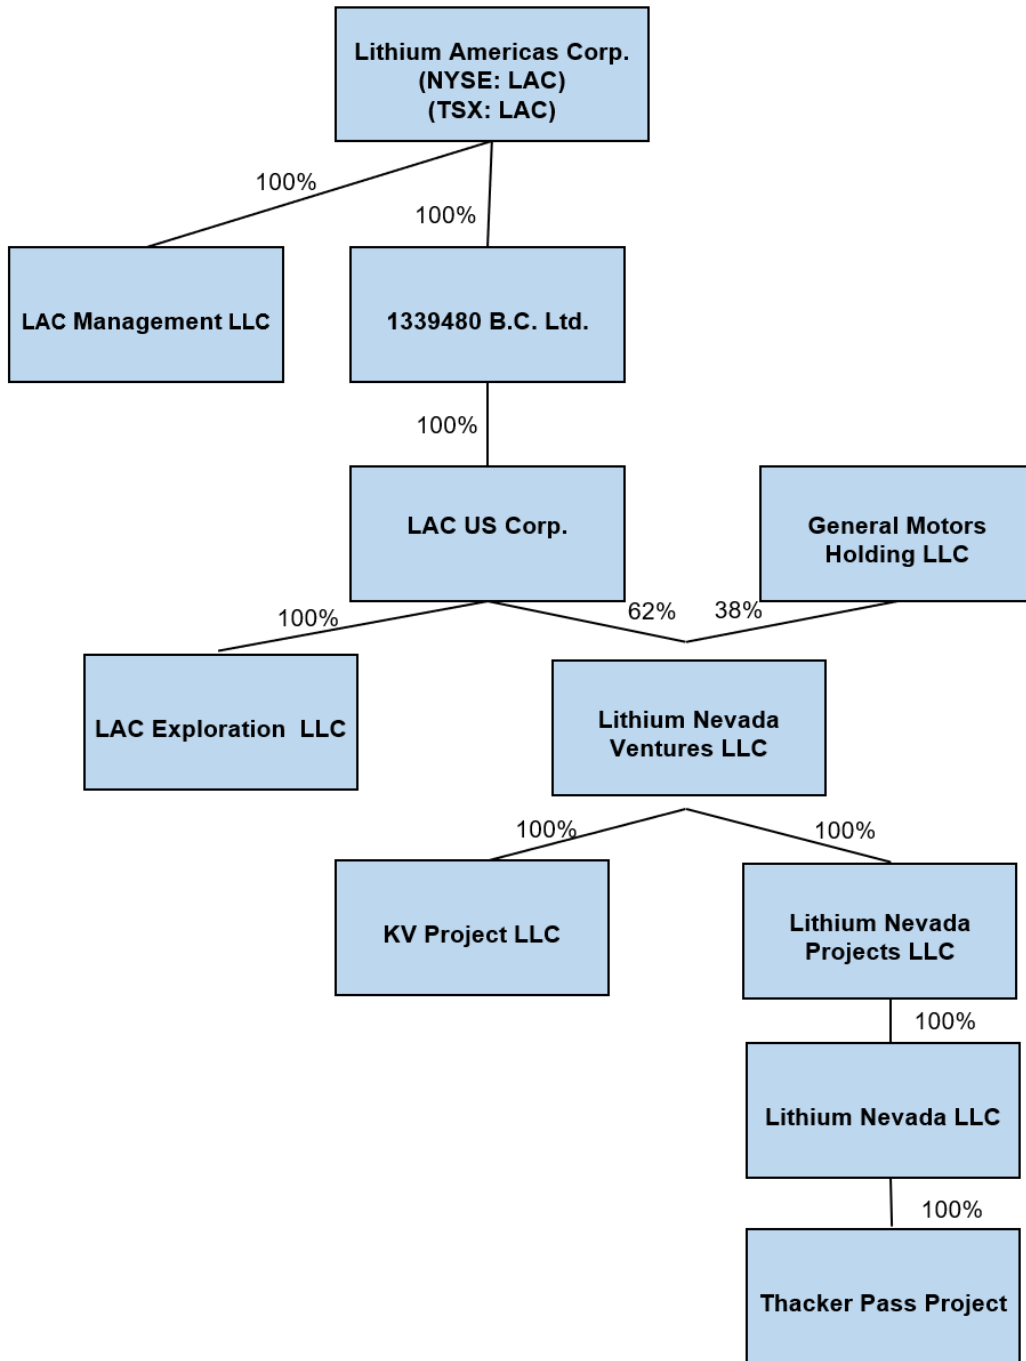 Lithium Americas Corp.
(NYSE: LAC)
(TSX: LAC)
100%
100%
LAC Management LLC
1339480 B.C. Ltd.
100%
LAC US Corp.
General Motors
Holding LLC
100%
62%
38%
LAC Exploration LLC
Lithium Nevada
Ventures LLC
100%
100%
KV Project LLC
Lithium Nevada
Projects LLC
100%
Lithium Nevada LLC
100%
Thacker Pass Project